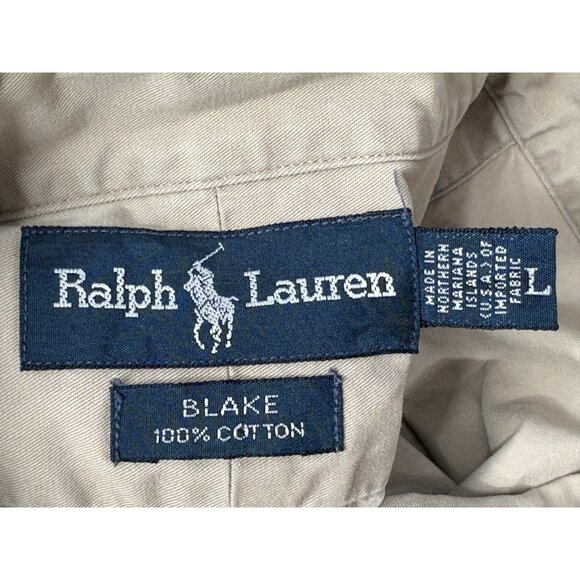 Ralph Lauren
MADE IN
NORTHERN
MARIANA
ISLANDS
(U.S.A.) OF
IMPORTED
FABRIC
L
BLAKE
100% COTTON